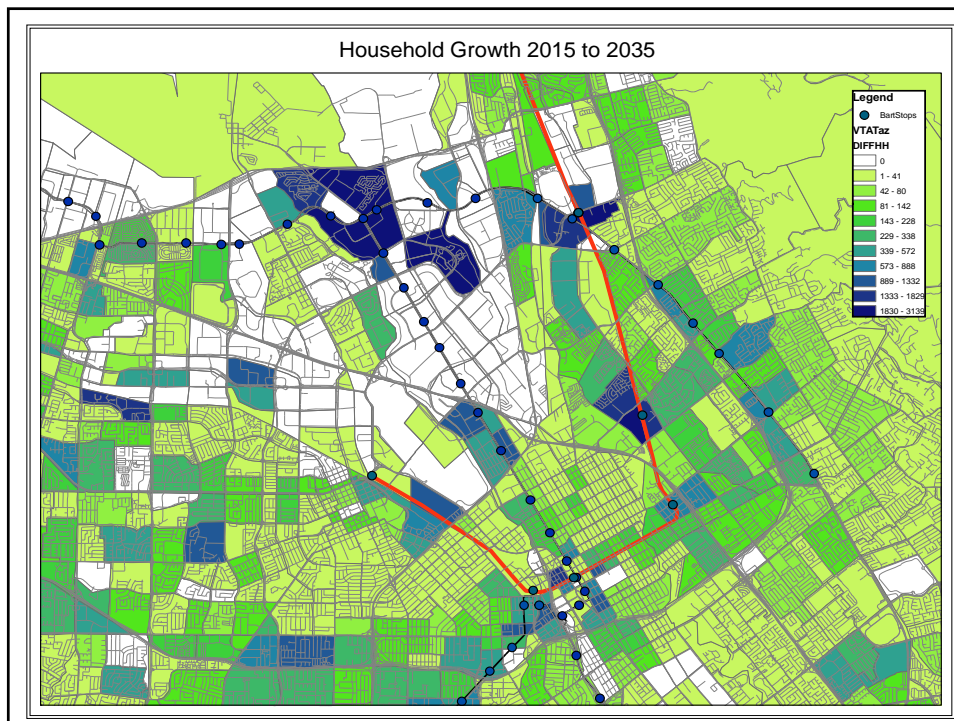 Household Growth 2015 to 2035
Legend
BartStops
VTATaz
DIFFHH
0
1 - 41
42 - 80
81 - 142
143 - 228
229 - 338
339 - 572
573 - 888
889 - 1332
1333 - 1829
1830 - 3139